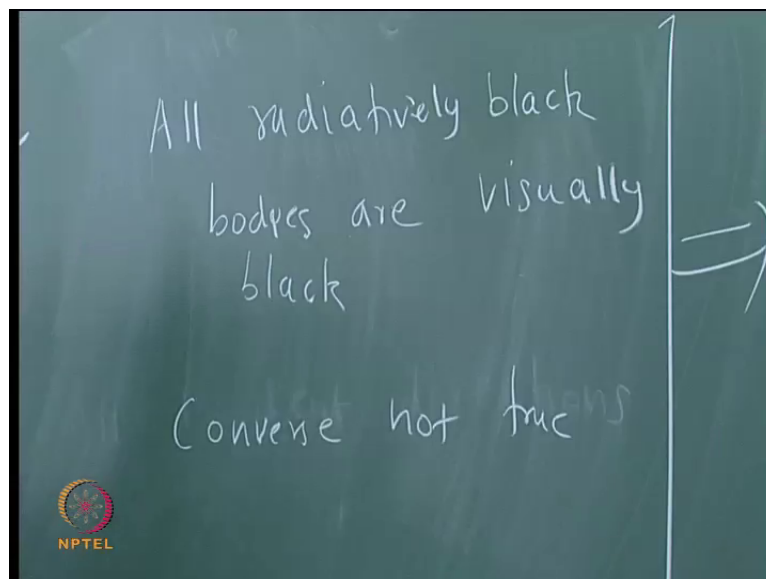 All radiatively black
bodies are visually
black
Converse not true
NPTEL